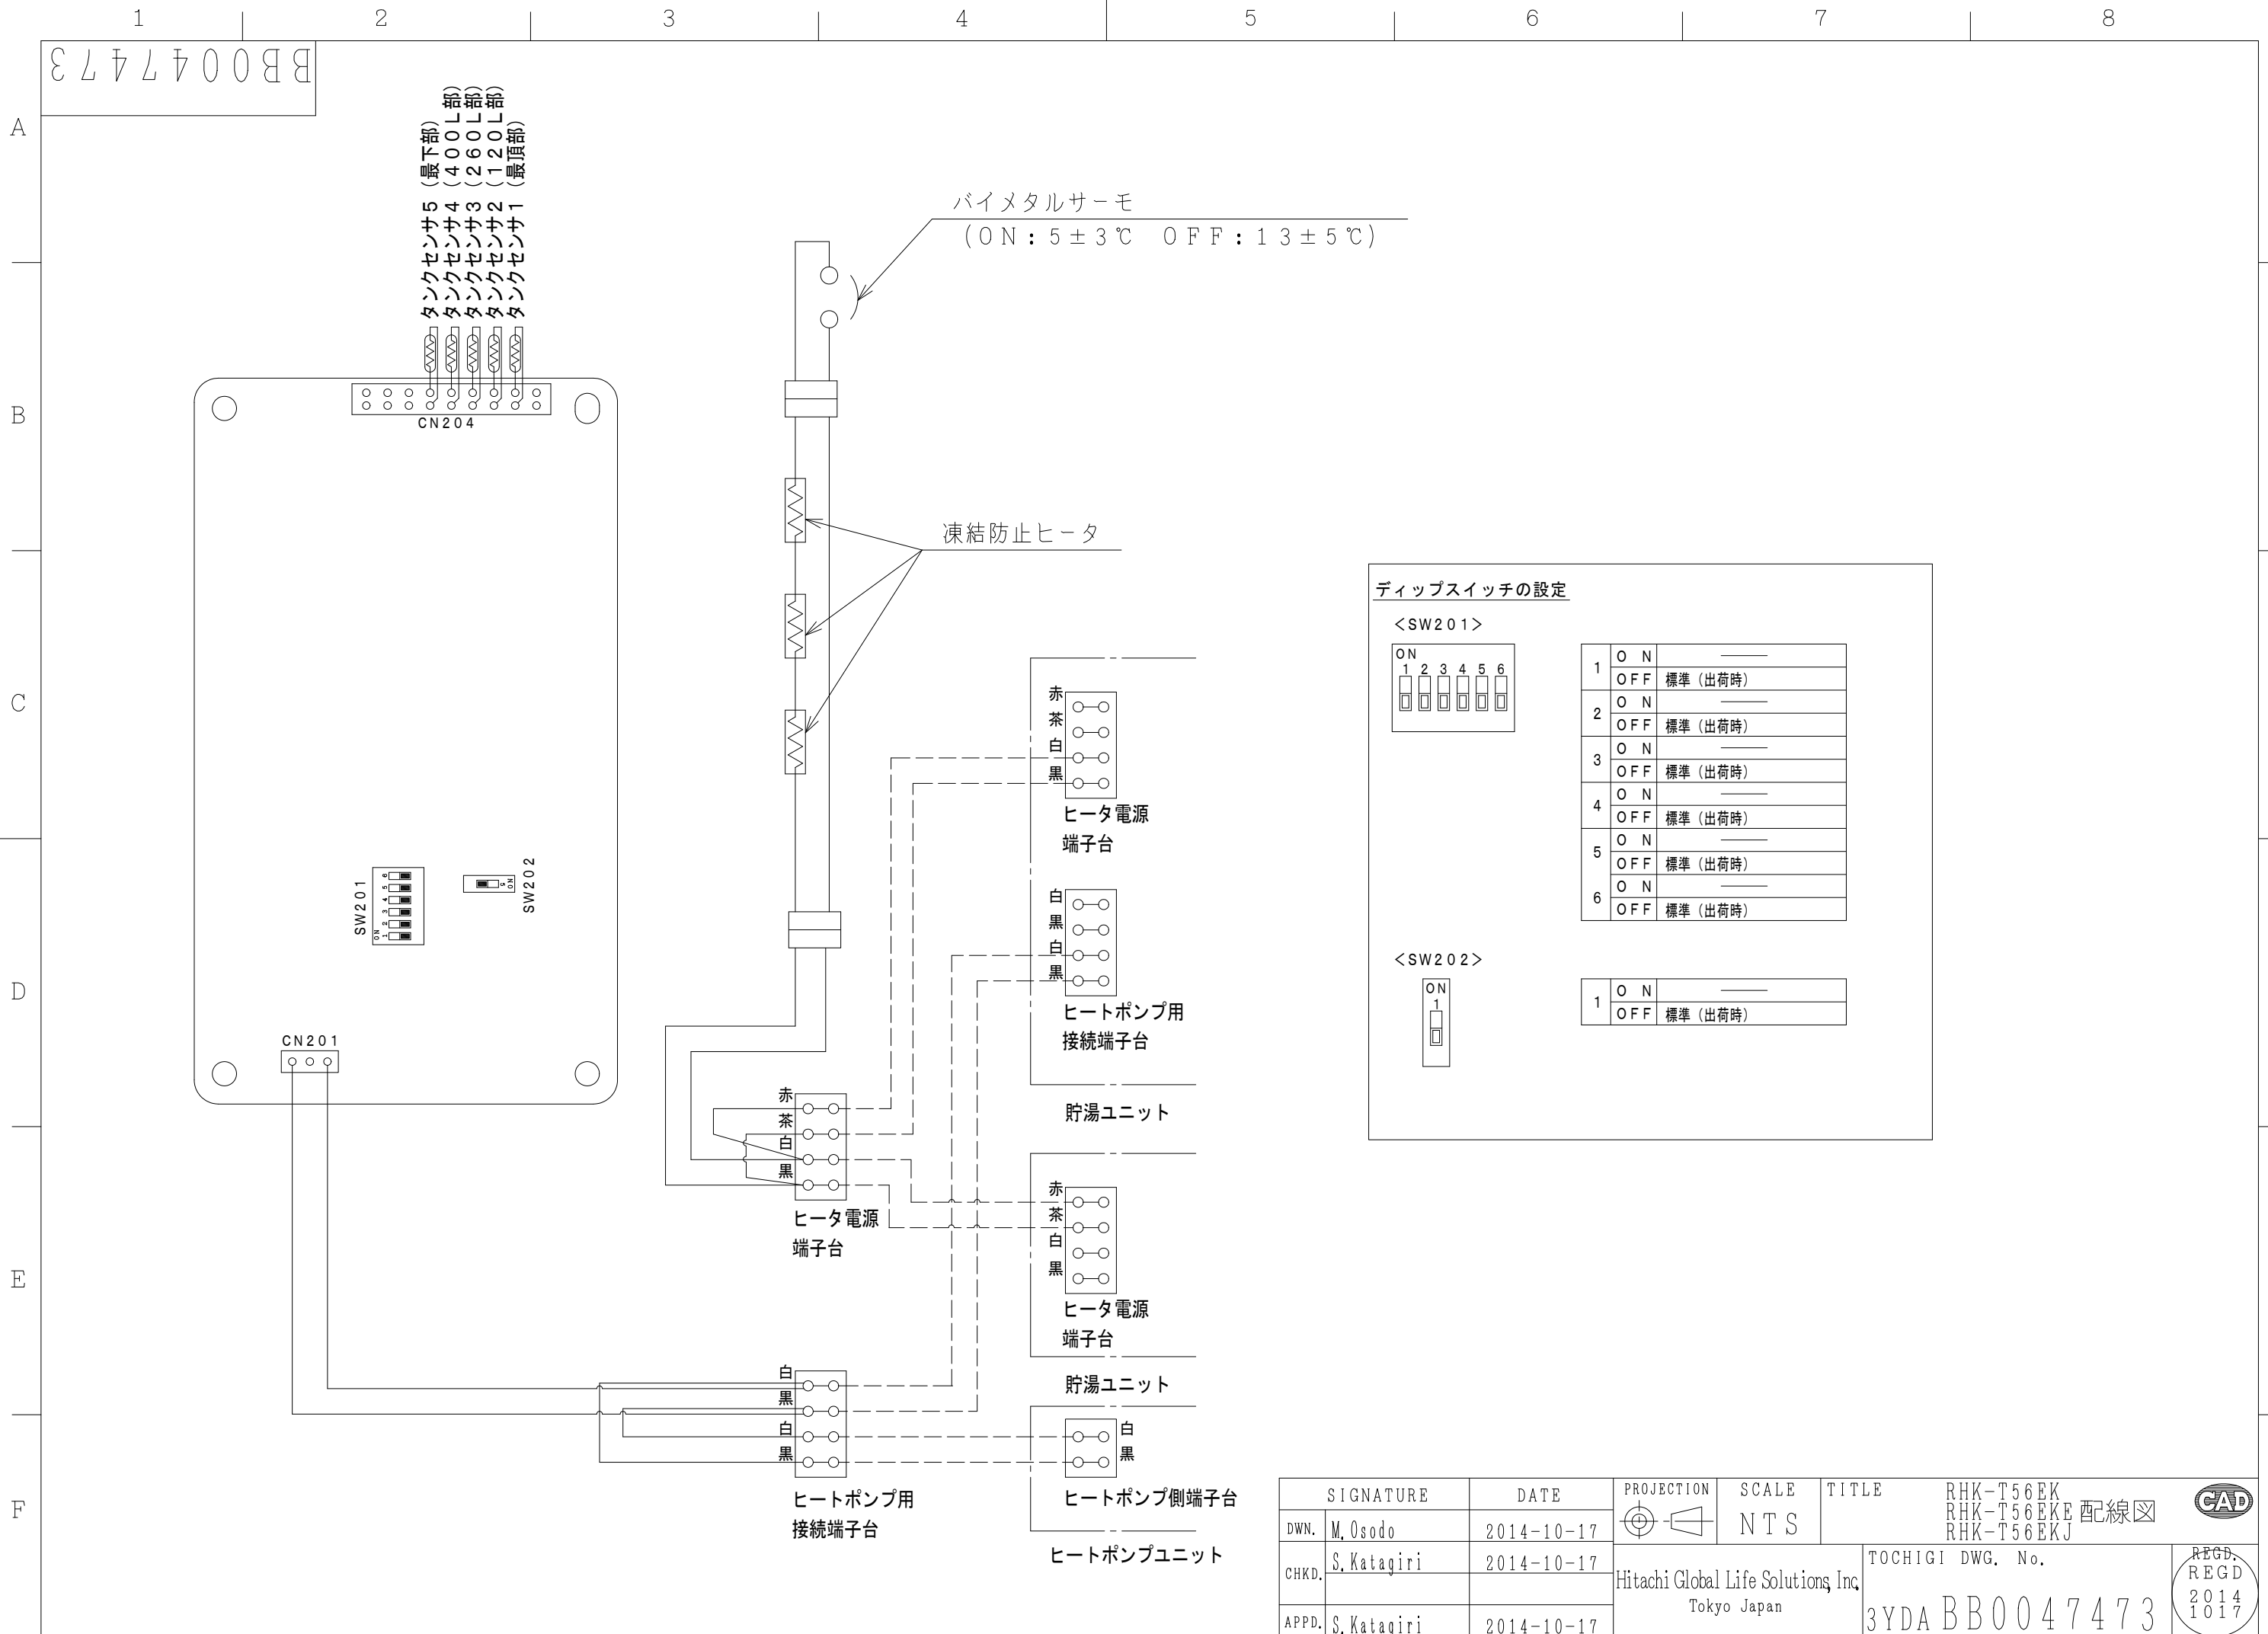 1 2 3 4 5 6 7 8
A
B
C
D
E
F
BB0047473
タンクセンサ5（最下部）
タンクセンサ4（400L部）
タンクセンサ3（260L部）
タンクセンサ2（120L部）
タンクセンサ1（最頂部）
CN204
バイメタルサーモ
(ON:5±3℃ OFF:13±5℃)
凍結防止ヒータ
SW201
ON
1 2 3 4 5 6
SW202
ON
CN201
赤
茶
白
黒
ヒータ電源
端子台
白
黒
白
黒
ヒートポンプ用
接続端子台
貯湯ユニット
赤
茶
白
黒
ヒータ電源
端子台
赤
茶
白
黒
ヒータ電源
端子台
貯湯ユニット
白
黒
白
黒
ヒートポンプ用
接続端子台
白
黒
ヒートポンプ側端子台
ヒートポンプユニット
ディップスイッチの設定
<SW201>
ON
1 2 3 4 5 6
1 ON ―
OFF 標準（出荷時）
2 ON ―
OFF 標準（出荷時）
3 ON ―
OFF 標準（出荷時）
4 ON ―
OFF 標準（出荷時）
5 ON ―
OFF 標準（出荷時）
6 ON ―
OFF 標準（出荷時）
<SW202>
ON
1
1 ON ―
OFF 標準（出荷時）
SIGNATURE DATE
DWN. M.Osodo 2014-10-17
CHKD. S.Katagiri 2014-10-17
APPD. S.Katagiri 2014-10-17
PROJECTION
SCALE
NTS
TITLE
RHK-T56EK
RHK-T56EKE 配線図
RHK-T56EKJ
CAD
Hitachi Global Life Solutions, Inc.
Tokyo Japan
TOCHIGI DWG. No.
3YDA BB0047473
REGD.
REGD
2014
1017